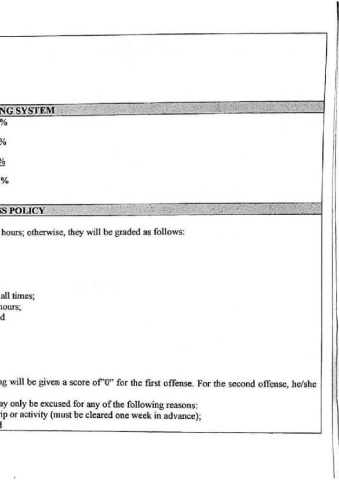 NG SYSTEM
%
%
%
%
SS POLICY
hours; otherwise, they will be graded as follows:
all times;
hours;
d
ng will be given a score of"0" for the first offense. For the second offense, he/she
ay only be excused for any of the following reasons:
ip or activity (must be cleared one week in advance);
d